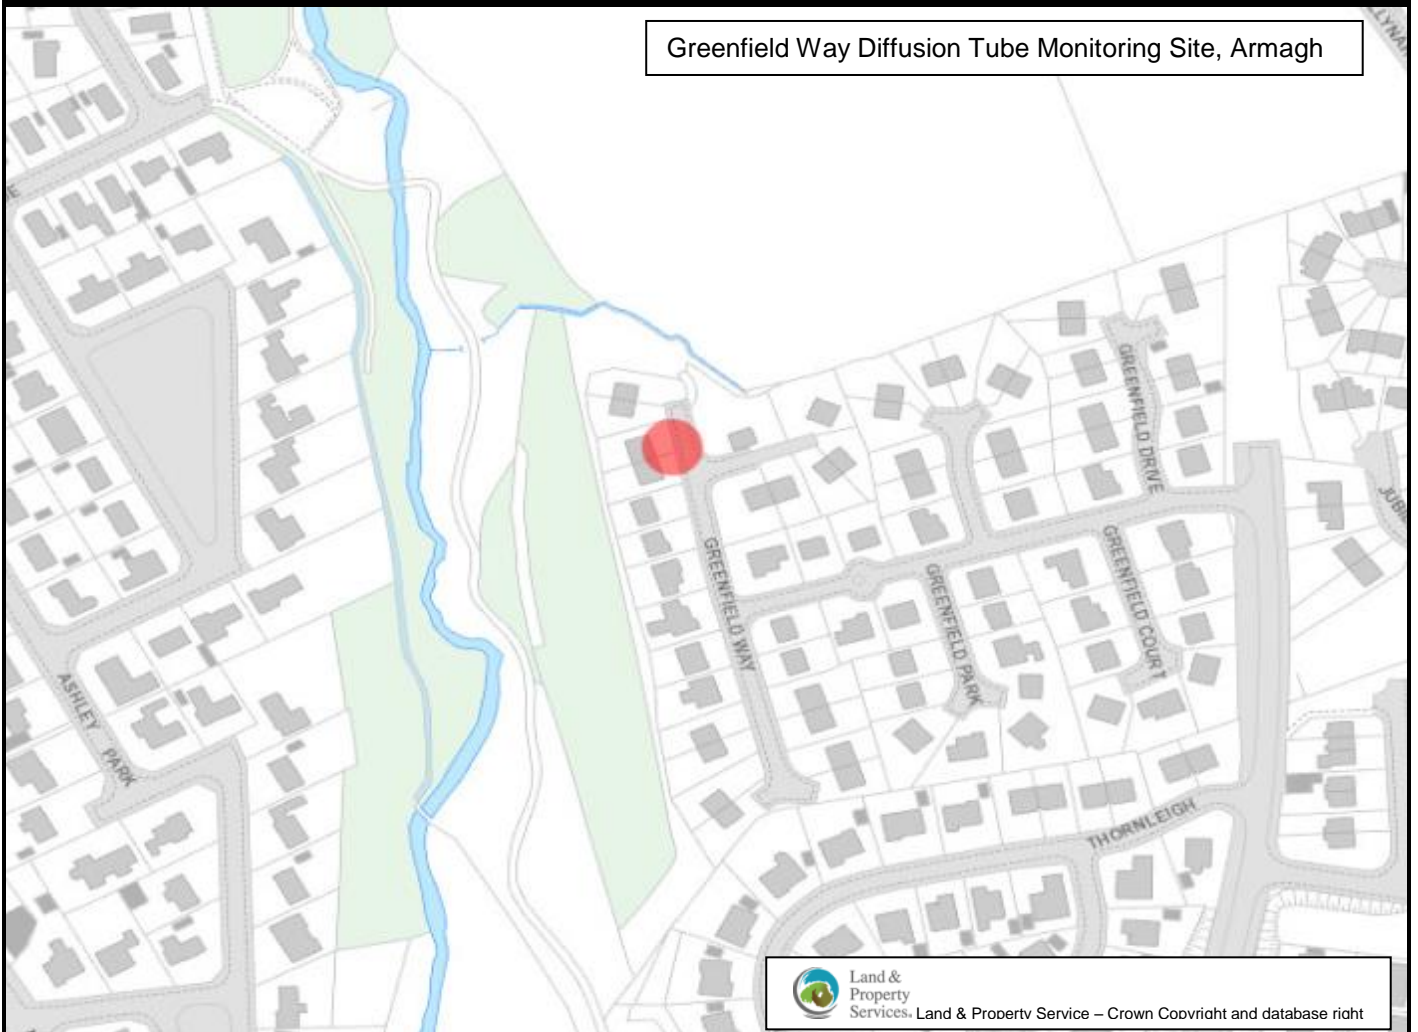 Greenfield Way Diffusion Tube Monitoring Site, Armagh
GREENFIELD DRIVE
GREENFIELD WAY
GREENFIELD PARK
GREENFIELD COURT
ASHLEY PARK
THORNLEIGH
Land &
Property
Services.
Land & Property Service – Crown Copyright and database right